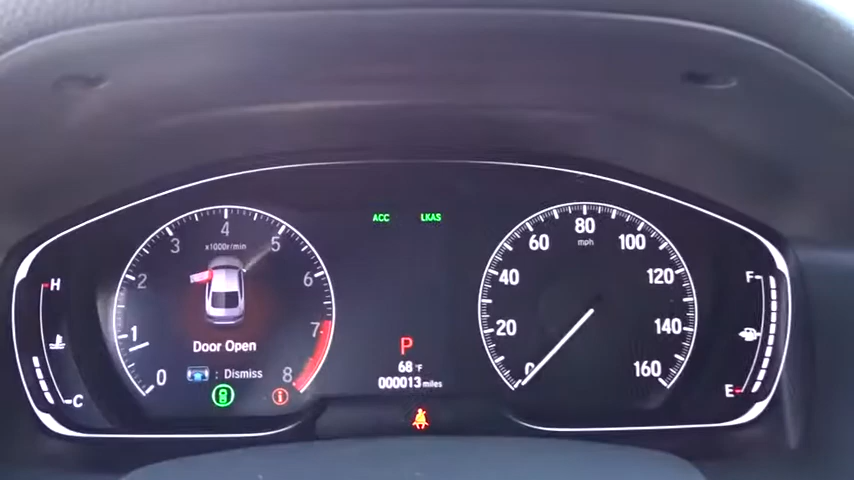 ACC LKAS
H
C
x1000r/min
0 1 2 3 4 5 6 7 8
Door Open
: Dismiss
P
68°F
000013 miles
mph
0 20 40 60 80 100 120 140 160
F
E